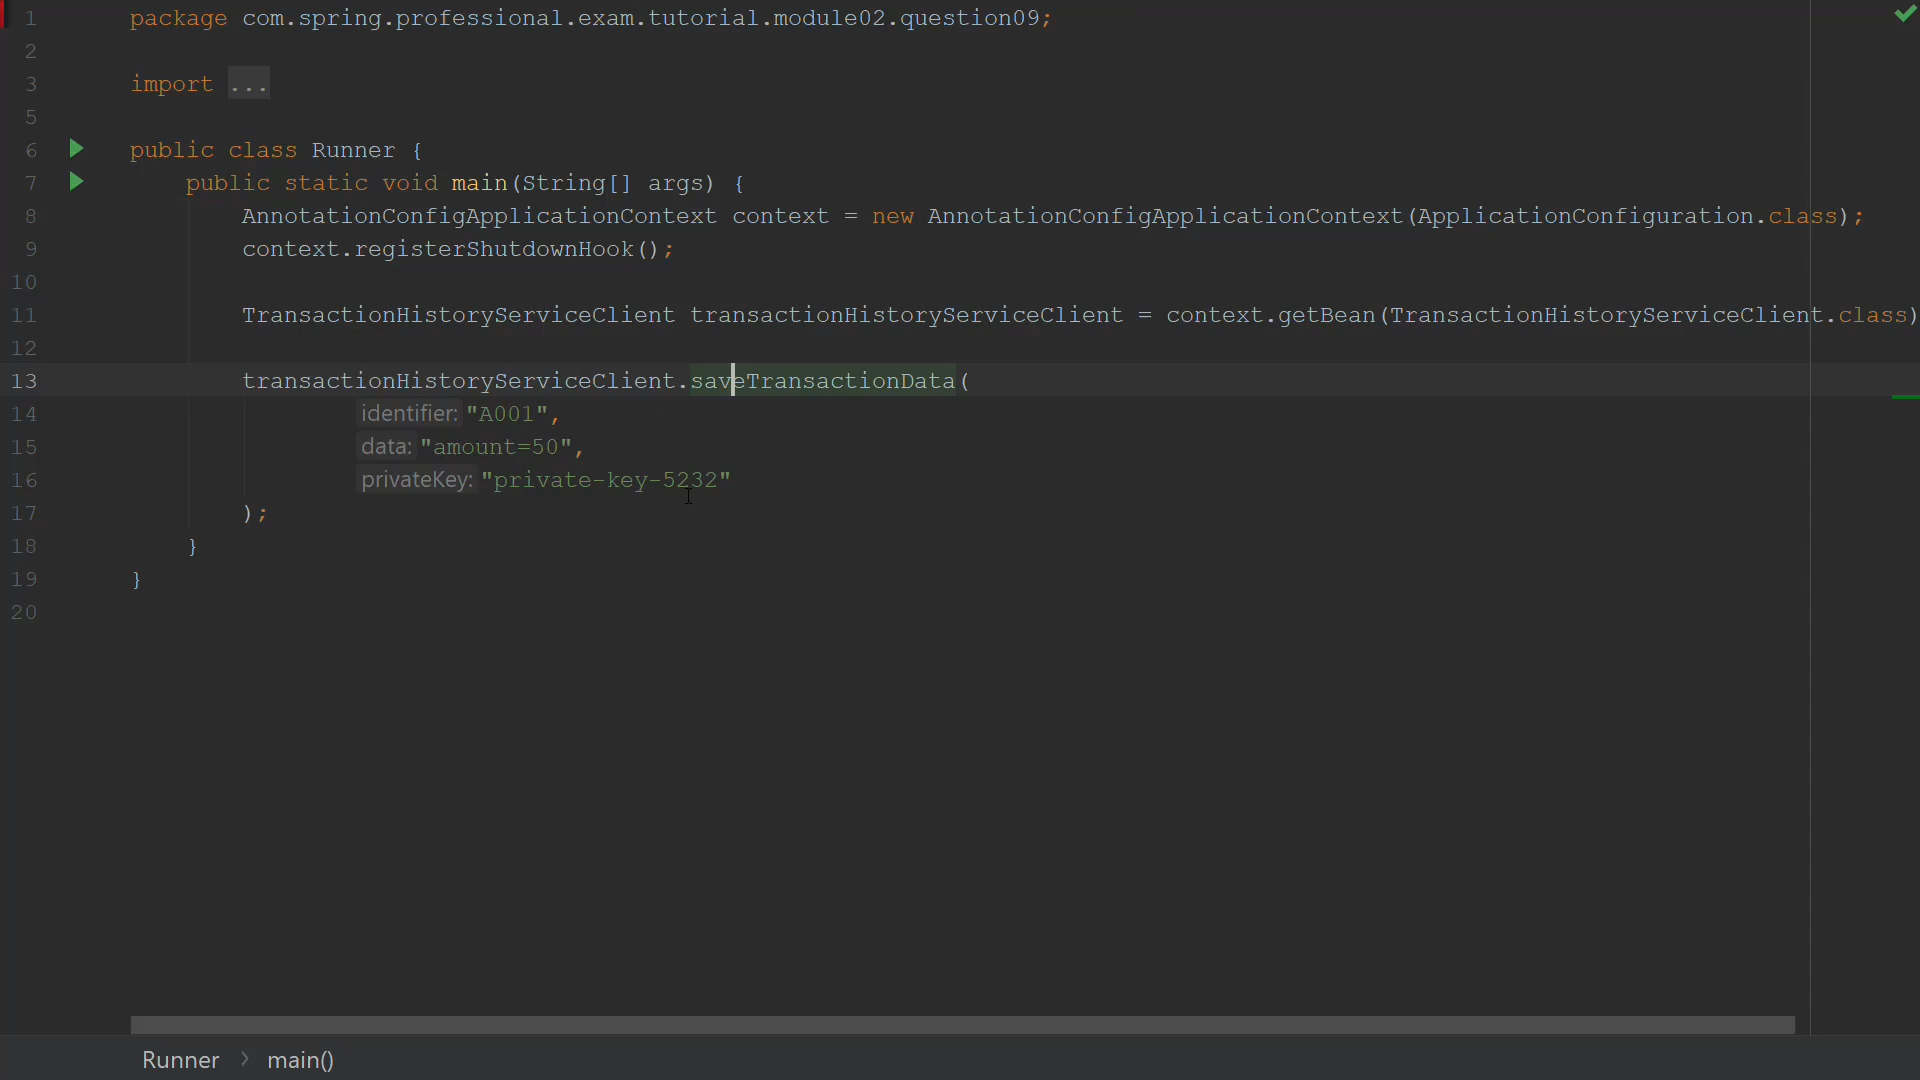 1 package com.spring.professional.exam.tutorial.module02.question09;
2
3 import ...
5
6 public class Runner {
7 public static void main(String[] args) {
8 AnnotationConfigApplicationContext context = new AnnotationConfigApplicationContext(ApplicationConfiguration.class);
9 context.registerShutdownHook();
10
11 TransactionHistoryServiceClient transactionHistoryServiceClient = context.getBean(TransactionHistoryServiceClient.class)
12
13 transactionHistoryServiceClient.saveTransactionData(
14 identifier: "A001",
15 data: "amount=50",
16 privateKey: "private-key-5232"
17 );
18 }
19 }
20
Runner > main()